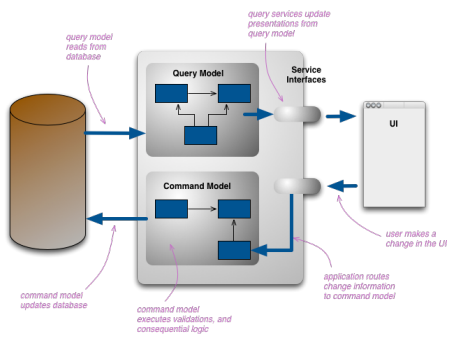 query services update
presentations from
query model
query model
reads from
database
Service
Interfaces
Query Model
UI
Command Model
user makes a
change in the UI
application routes
change information
to command model
command model
updates database
command model
executes validations, and
consequential logic